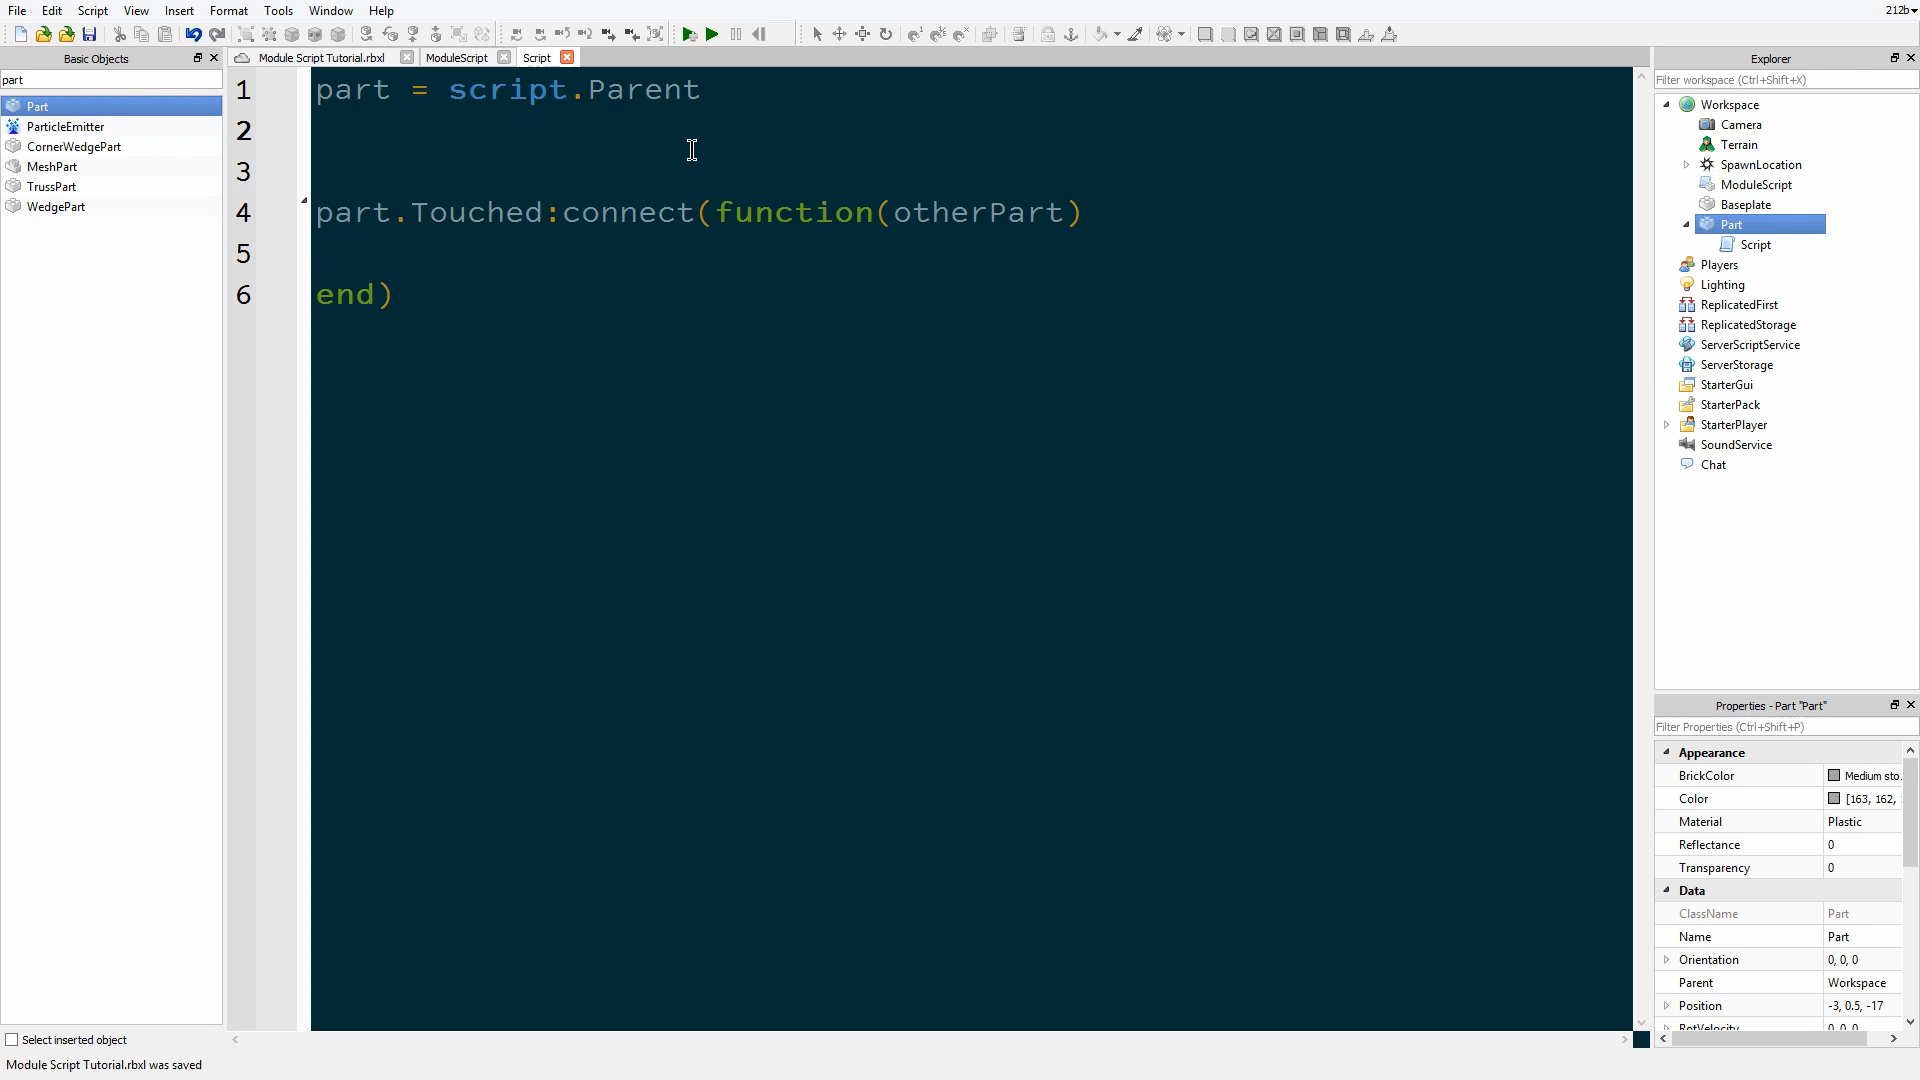 File Edit Script View Insert Format Tools Window Help
212b
Basic Objects
Module Script Tutorial.rbxl
ModuleScript
Script
Explorer
part
Filter workspace (Ctrl+Shift+X)
Part
ParticleEmitter
CornerWedgePart
MeshPart
TrussPart
WedgePart
1 part = script.Parent
2
3
4 part.Touched:connect(function(otherPart)
5
6 end)
Workspace
Camera
Terrain
SpawnLocation
ModuleScript
Baseplate
Part
Script
Players
Lighting
ReplicatedFirst
ReplicatedStorage
ServerScriptService
ServerStorage
StarterGui
StarterPack
StarterPlayer
SoundService
Chat
Properties - Part "Part"
Filter Properties (Ctrl+Shift+P)
Appearance
BrickColor Medium sto
Color [163, 162,
Material Plastic
Reflectance 0
Transparency 0
Data
ClassName Part
Name Part
Orientation 0, 0, 0
Parent Workspace
Position -3, 0.5, -17
RotVelocity 0, 0, 0
Select inserted object
Module Script Tutorial.rbxl was saved